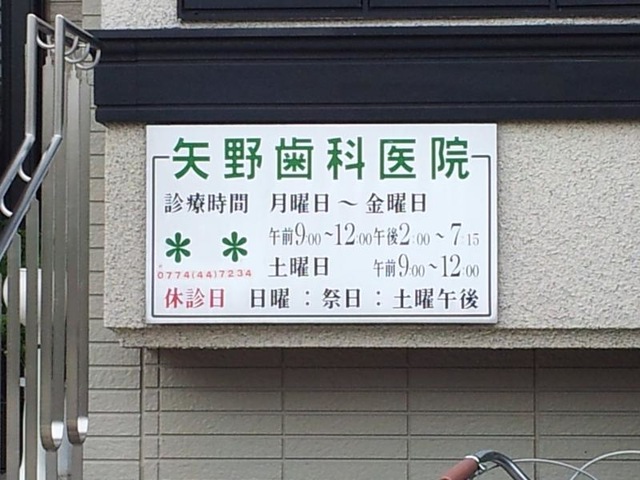 矢野歯科医院
診療時間 月曜日～金曜日
午前9:00～12:00 午後2:00～7:15
＊ ＊
土曜日 午前9:00～12:00
0774(44)7234
休診日 日曜：祭日：土曜午後